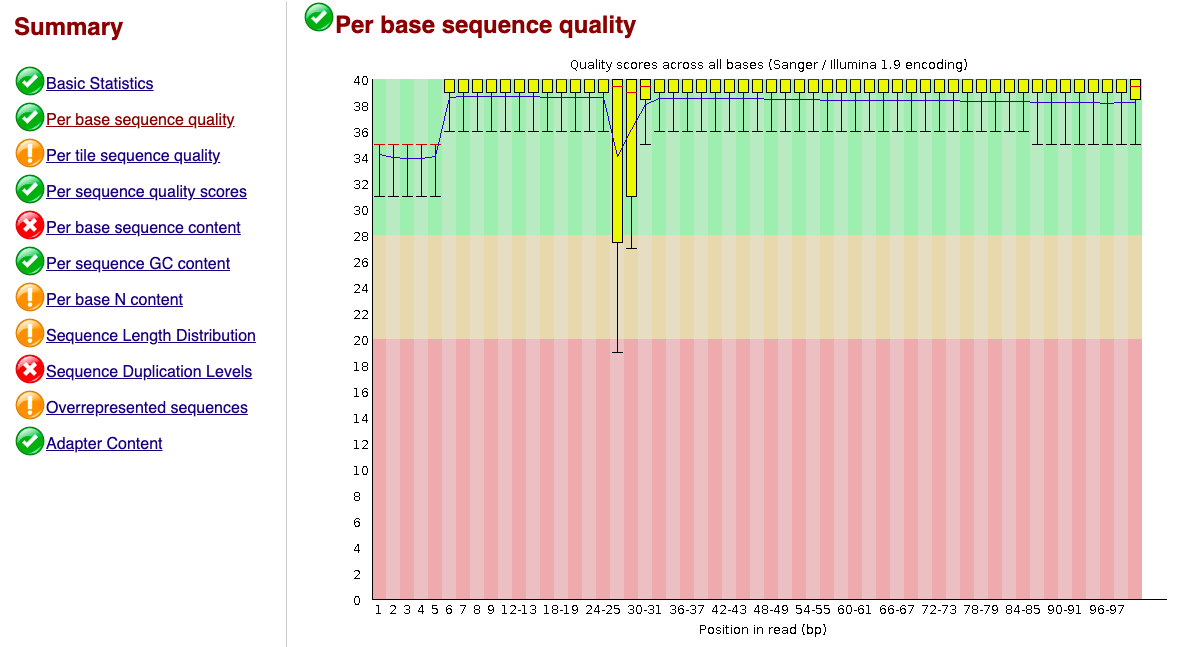 Summary
Basic Statistics
Per base sequence quality
Per tile sequence quality
Per sequence quality scores
Per base sequence content
Per sequence GC content
Per base N content
Sequence Length Distribution
Sequence Duplication Levels
Overrepresented sequences
Adapter Content
Per base sequence quality
Quality scores across all bases (Sanger / Illumina 1.9 encoding)
40
38
36
34
32
30
28
26
24
22
20
18
16
14
12
10
8
6
4
2
0
1 2 3 4 5 6 7 8 9 12-13 18-19 24-25 30-31 36-37 42-43 48-49 54-55 60-61 66-67 72-73 78-79 84-85 90-91 96-97
Position in read (bp)